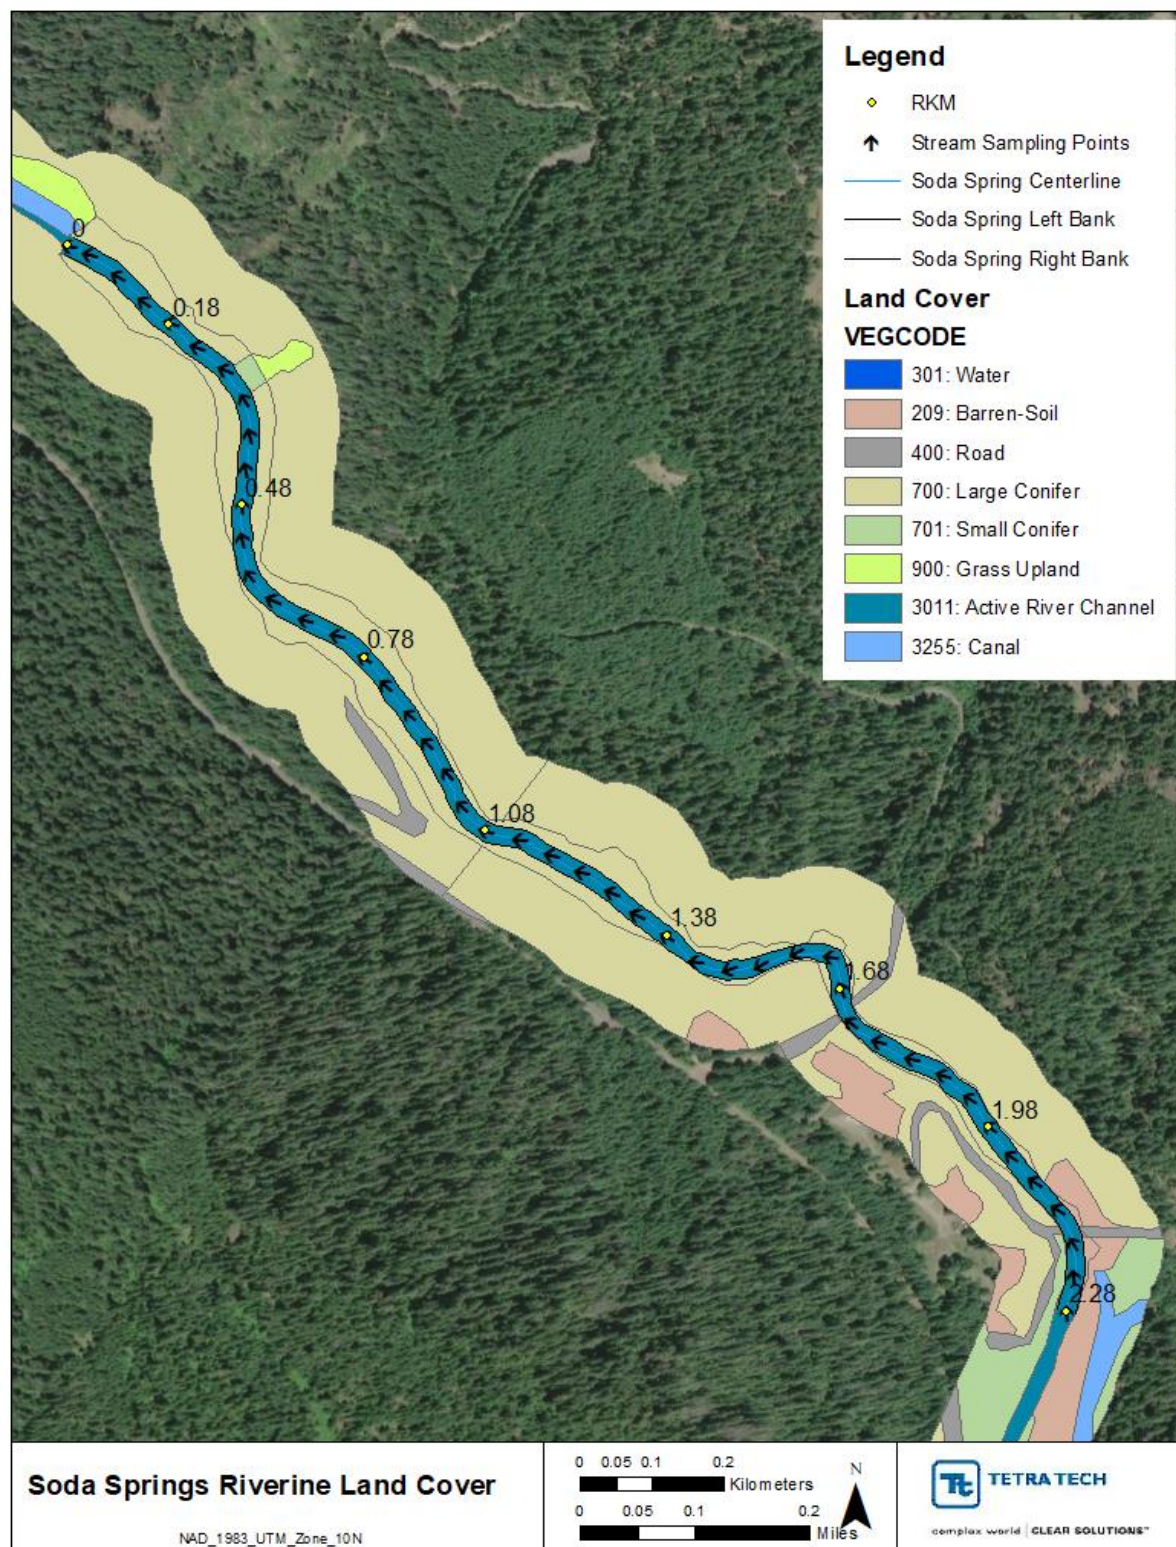 Legend
RKM
Stream Sampling Points
Soda Spring Centerline
Soda Spring Left Bank
Soda Spring Right Bank
Land Cover
VEGCODE
301: Water
209: Barren-Soil
400: Road
700: Large Conifer
701: Small Conifer
900: Grass Upland
3011: Active River Channel
3255: Canal
0
0.18
0.48
0.78
1.08
1.38
1.68
1.98
2.28
Soda Springs Riverine Land Cover
NAD_1983_UTM_Zone_10N
0 0.05 0.1 0.2
Kilometers
0 0.05 0.1 0.2
Miles
N
Tt TETRA TECH
complex world | CLEAR SOLUTIONS™